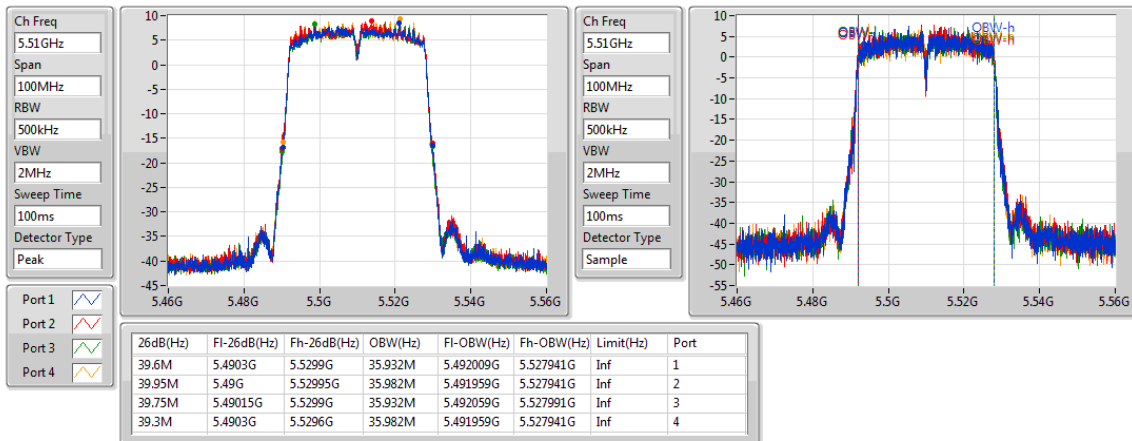 Ch Freq
5.51GHz
Span
100MHz
RBW
500kHz
VBW
2MHz
Sweep Time
100ms
Detector Type
Peak
Port 1
Port 2
Port 3
Port 4
10
5
0
-5
-10
-15
-20
-25
-30
-35
-40
-45
5.46G 5.48G 5.5G 5.52G 5.54G 5.56G
Ch Freq
5.51GHz
Span
100MHz
RBW
500kHz
VBW
2MHz
Sweep Time
100ms
Detector Type
Sample
10
5
0
-5
-10
-15
-20
-25
-30
-35
-40
-45
-50
-55
OBW-h
5.46G 5.48G 5.5G 5.52G 5.54G 5.56G
26dB(Hz) Fl-26dB(Hz) Fh-26dB(Hz) OBW(Hz) Fl-OBW(Hz) Fh-OBW(Hz) Limit(Hz) Port
39.6M 5.4903G 5.5299G 35.932M 5.492009G 5.527941G Inf 1
39.95M 5.49G 5.52995G 35.982M 5.491959G 5.527941G Inf 2
39.75M 5.49015G 5.5299G 35.932M 5.492059G 5.527991G Inf 3
39.3M 5.4903G 5.5296G 35.982M 5.491959G 5.527941G Inf 4